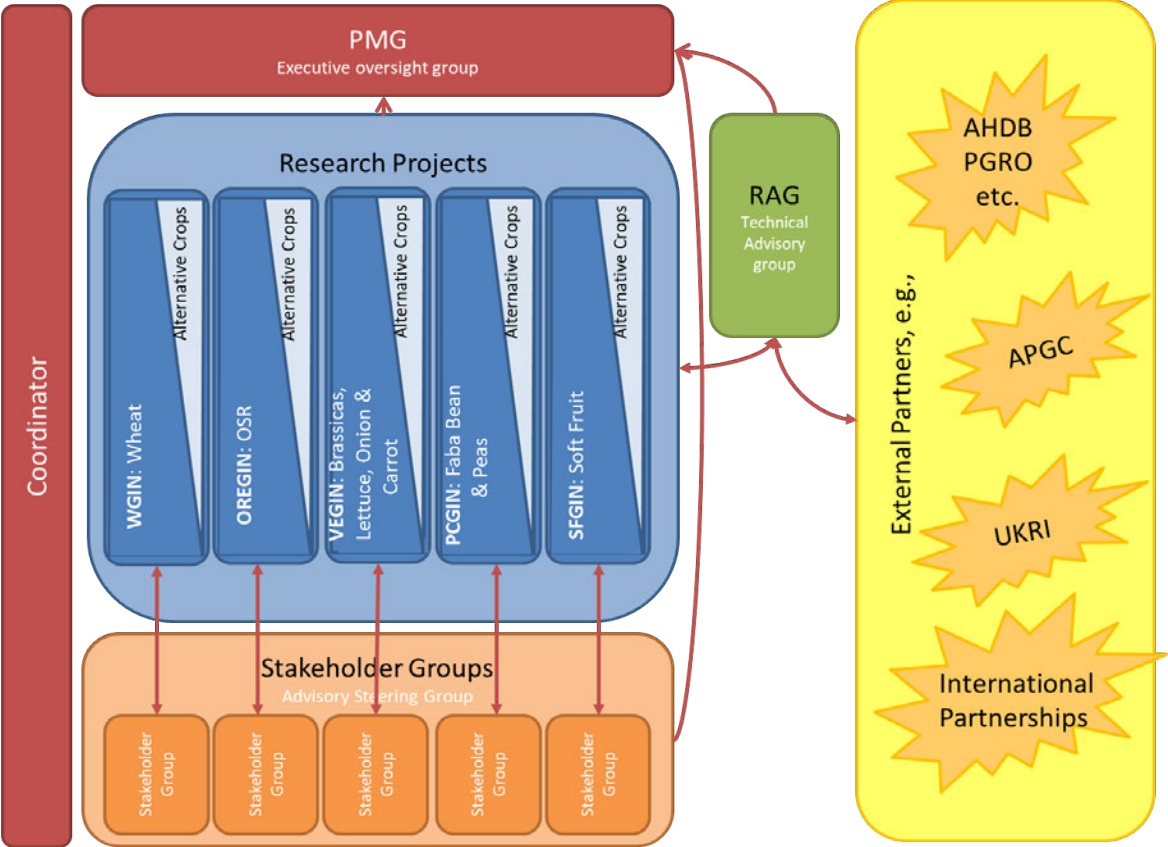 Coordinator
PMG
Executive oversight group
Research Projects
WGIN: Wheat
Alternative Crops
OREGIN: OSR
Alternative Crops
VEGIN: Brassicas,
Lettuce, Onion &
Carrot
Alternative Crops
PCGIN: Faba Bean
& Peas
Alternative Crops
SFGIN: Soft Fruit
Alternative Crops
Stakeholder Groups
Advisory Steering Group
Stakeholder
Group
Stakeholder
Group
Stakeholder
Group
Stakeholder
Group
Stakeholder
Group
RAG
Technical
Advisory
group
External Partners, e.g.,
AHDB
PGRO
etc.
APGC
UKRI
International
Partnerships